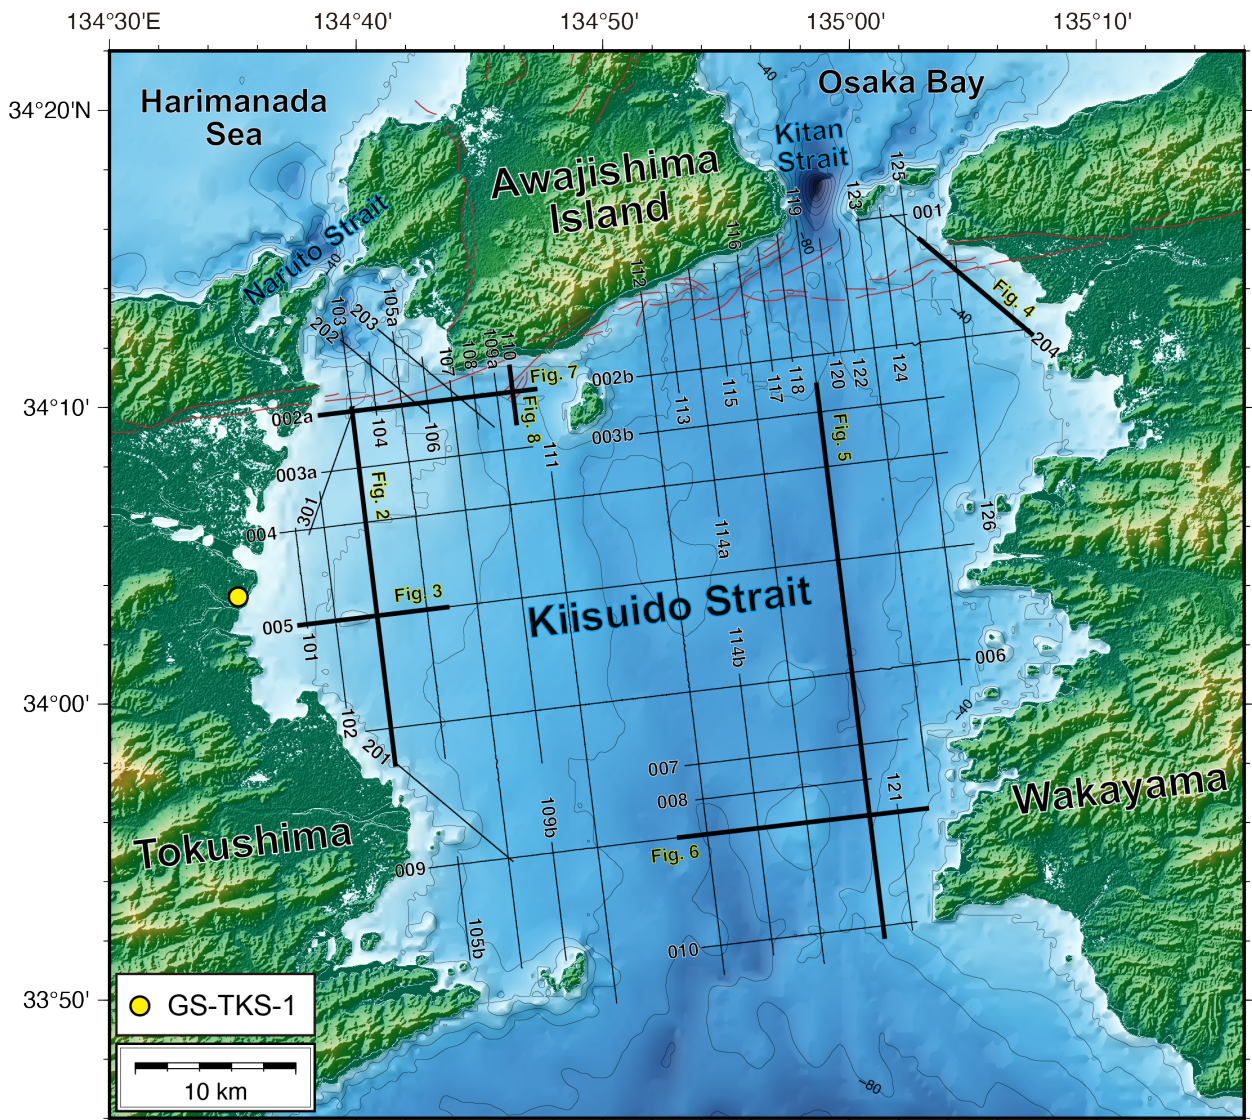 134°30'E
134°40'
134°50'
135°00'
135°10'
34°20'N
34°10'
34°00'
33°50'
Harimanada
Sea
Osaka Bay
Kitan
Strait
Awajishima
Island
Naruto Strait
−40
−40
−80
−40
−40
−80
125
123
119
116
112
001
Fig. 4
204
103
202
203
105a
107
108
109a
110
Fig. 7
Fig. 8
002b
002a
003b
003a
104
106
111
113
115
117
118
120
122
124
Fig. 5
Fig. 2
301
004
126
114a
Kiisuido Strait
Fig. 3
005
101
114b
006
102
201
007
008
109b
121
Wakayama
Tokushima
Fig. 6
009
105b
010
GS-TKS-1
10 km